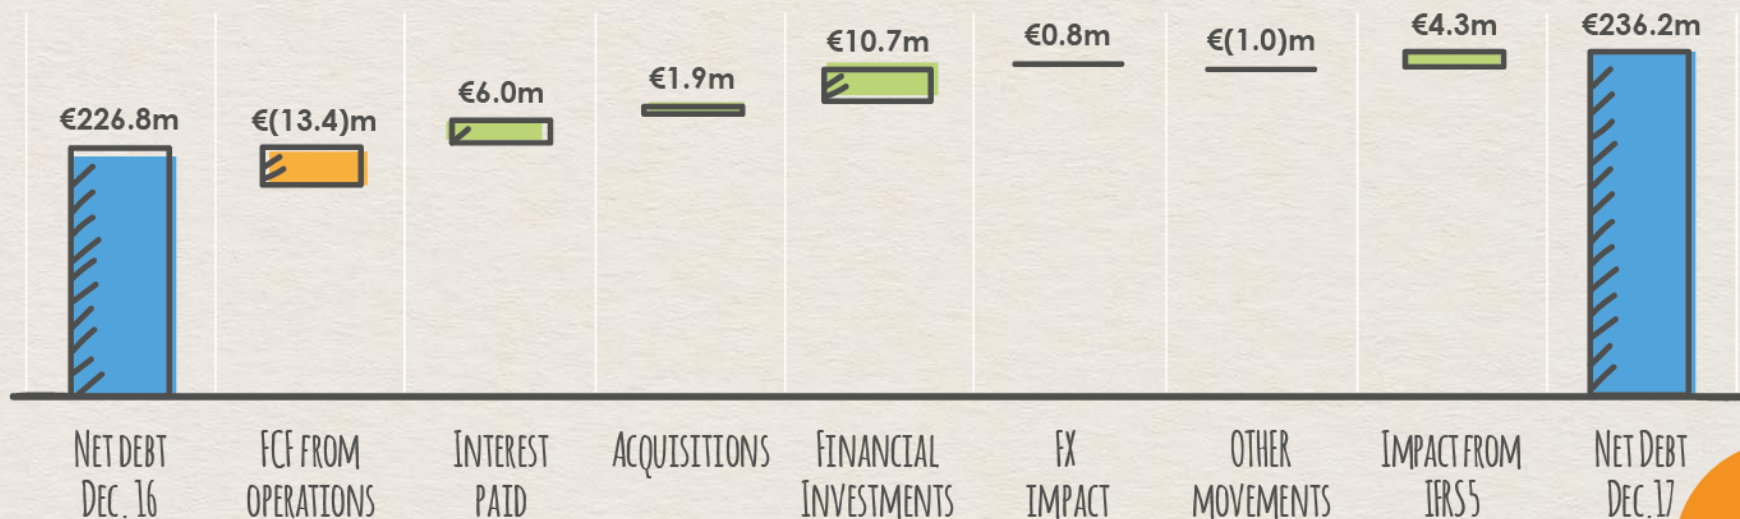 €226.8m
€(13.4)m
€6.0m
€1.9m
€10.7m
€0.8m
€(1.0)m
€4.3m
€236.2m
NET DEBT
DEC. 16
FCF FROM
OPERATIONS
INTEREST
PAID
ACQUISITIONS
FINANCIAL
INVESTMENTS
FX
IMPACT
OTHER
MOVEMENTS
IMPACT FROM
IFRS 5
NET DEBT
DEC. 17